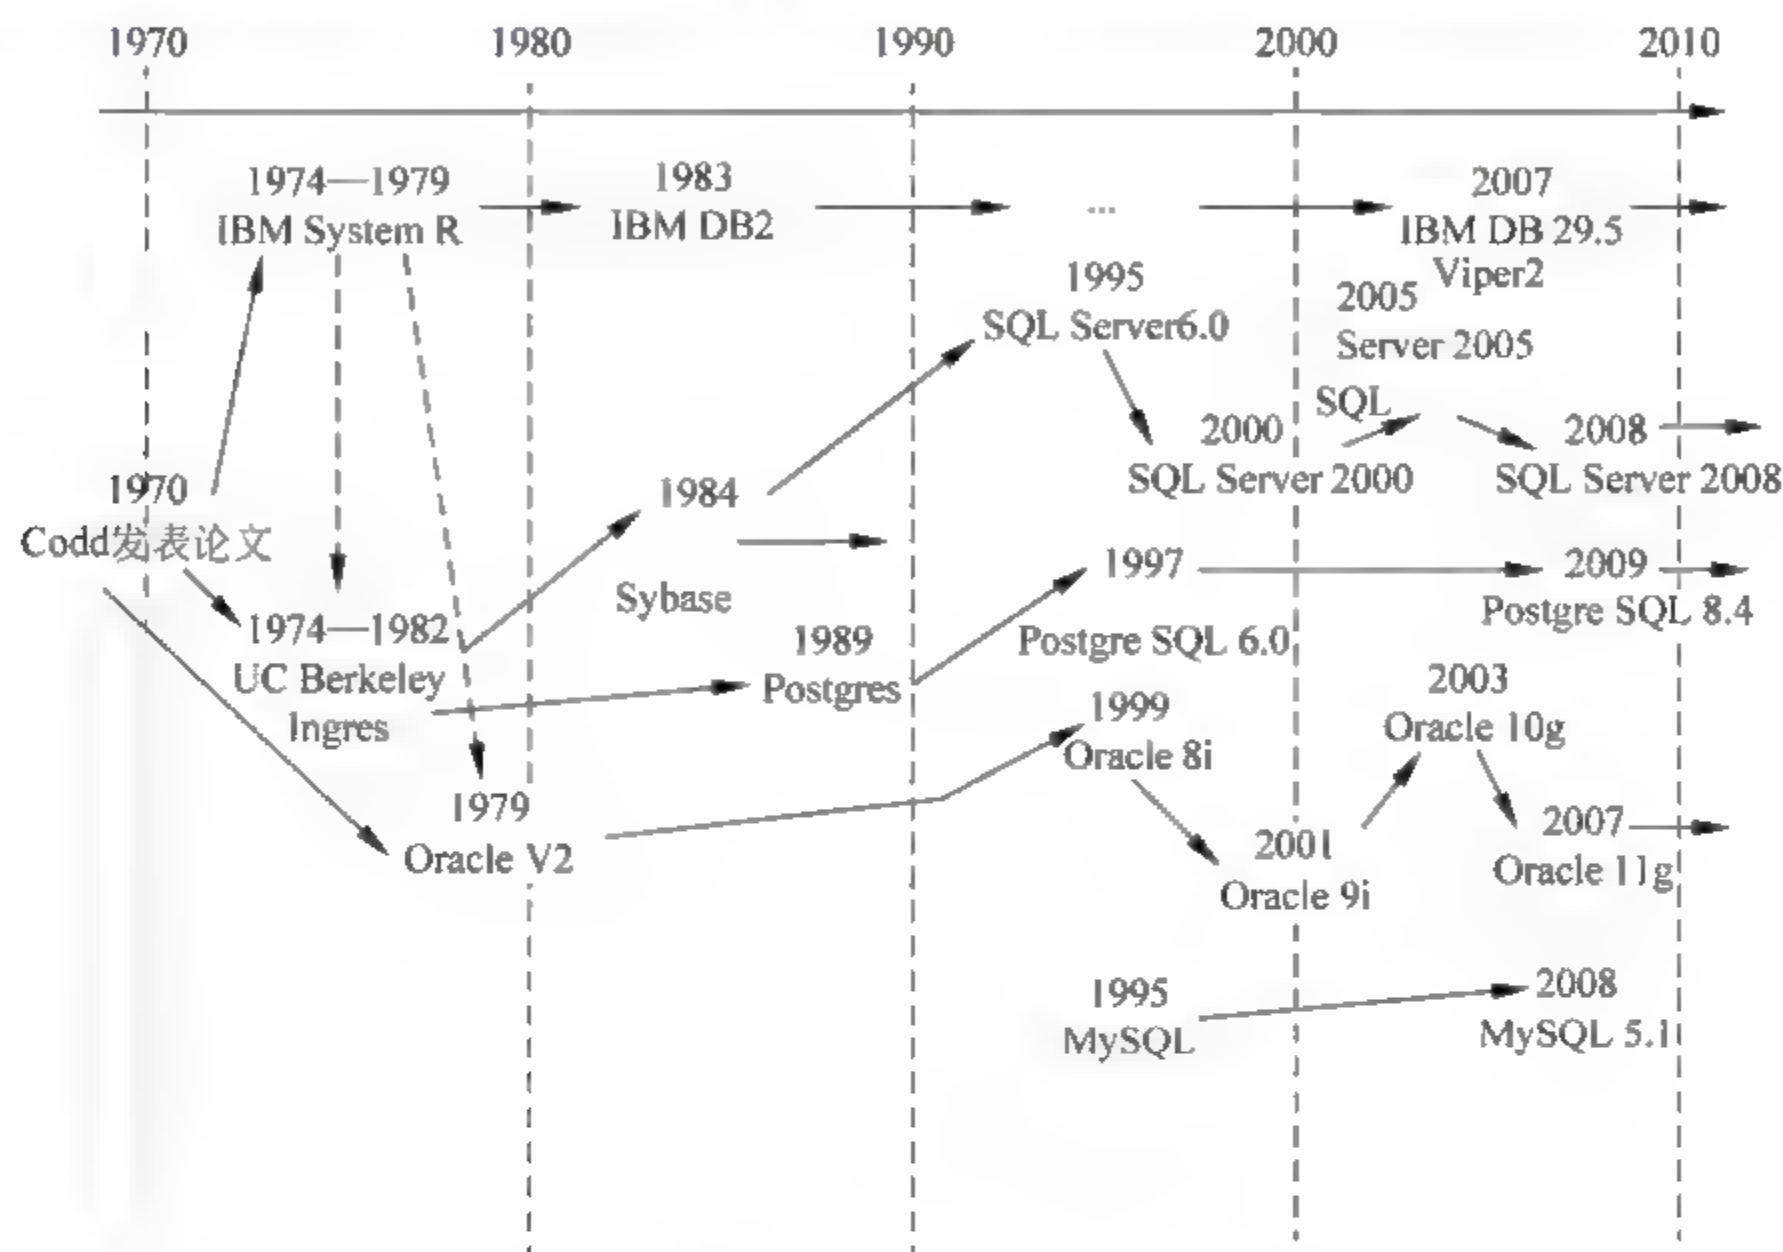 1970
1980
1990
2000
2010
1974—1979
IBM System R
1983
IBM DB2
...
2007
IBM DB 29.5
Viper2
1995
SQL Server6.0
2005
Server 2005
SQL
2000
SQL Server 2000
2008
SQL Server 2008
1970
Codd发表论文
1984
Sybase
1974—1982
UC Berkeley
Ingres
1989
Postgres
1997
Postgre SQL 6.0
2009
Postgre SQL 8.4
1979
Oracle V2
1999
Oracle 8i
2001
Oracle 9i
2003
Oracle 10g
2007
Oracle 11g
1995
MySQL
2008
MySQL 5.1